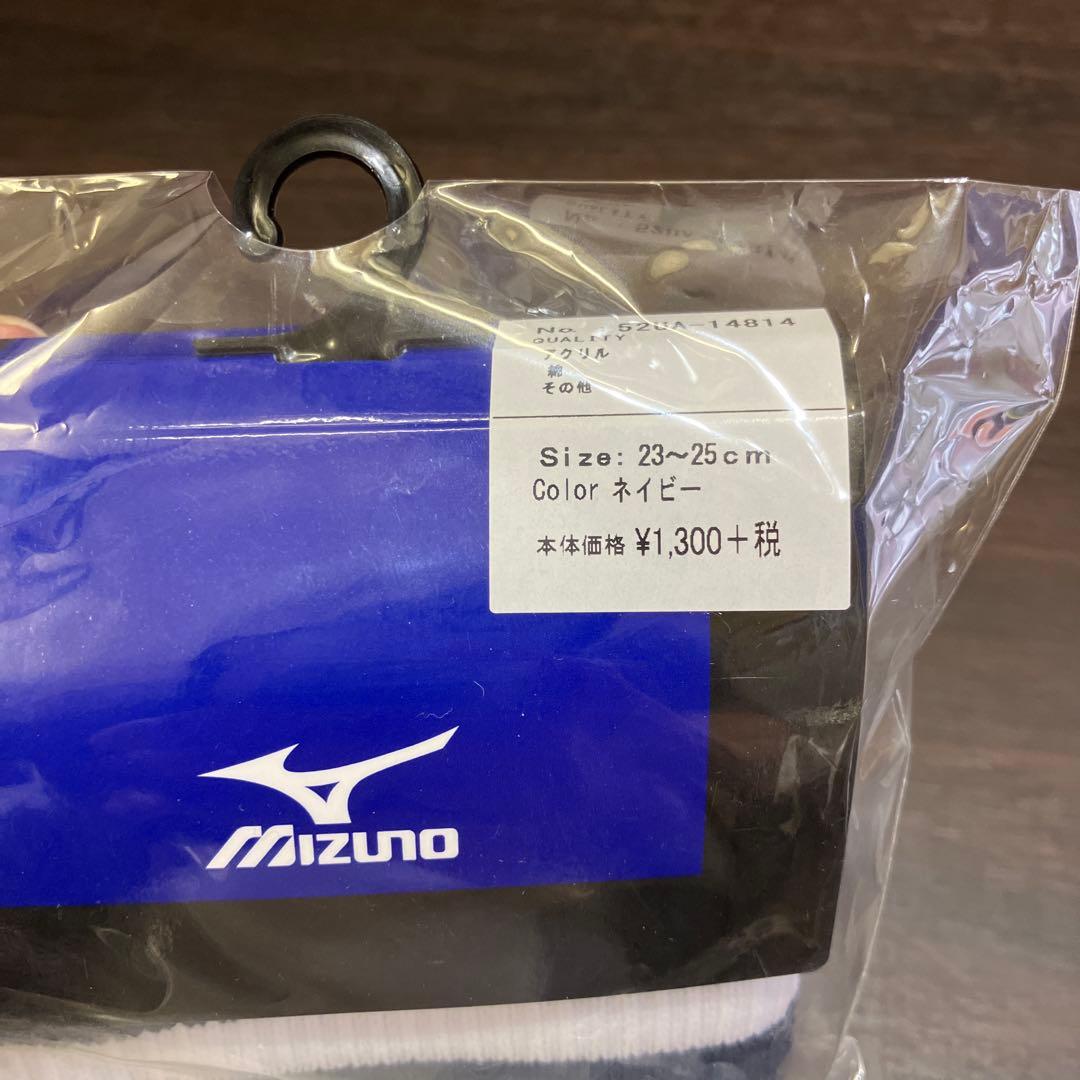 No. 52UA-14814
QUALITY
アクリル
綿
その他
Size: 23〜25cm
Color ネイビー
本体価格 ¥1,300+税
MIZUNO